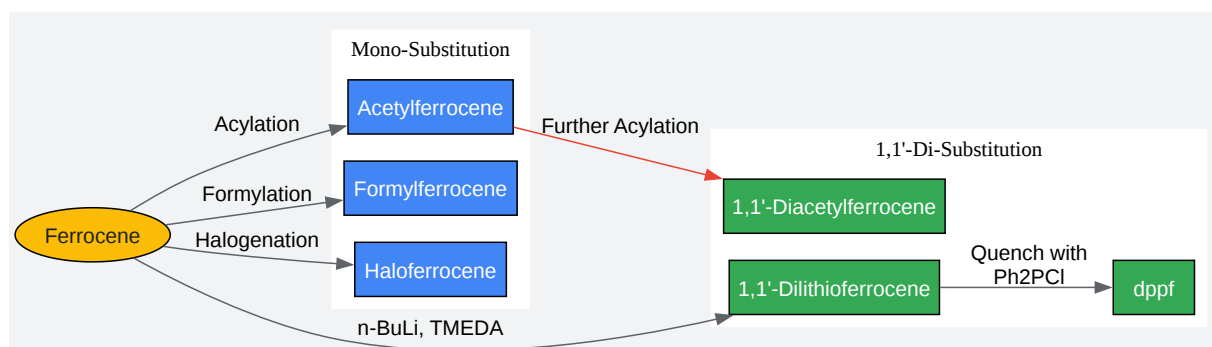 Mono-Substitution
Acetylferrocene
Acylation
Further Acylation
1,1'-Di-Substitution
Formylation
Formylferrocene
1,1'-Diacetylferrocene
Ferrocene
Halogenation
Haloferrocene
Quench with
Ph2PCl
1,1'-Dilithioferrocene
dppf
n-BuLi, TMEDA